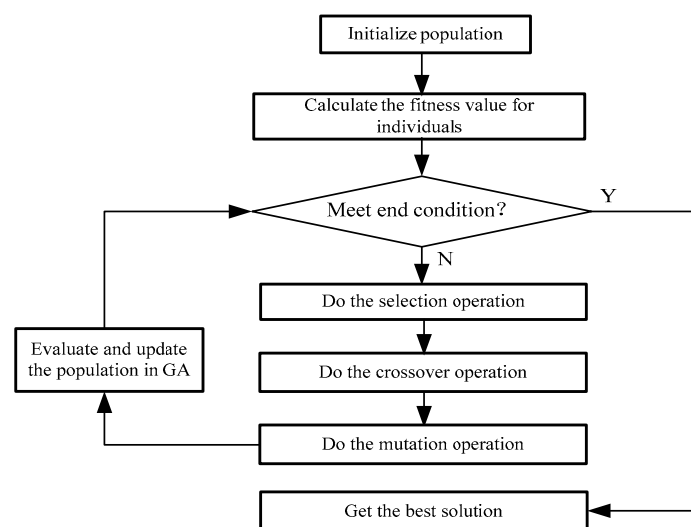 Initialize population
Calculate the fitness value for
individuals
Meet end condition?
Y
N
Do the selection operation
Evaluate and update
the population in GA
Do the crossover operation
Do the mutation operation
Get the best solution